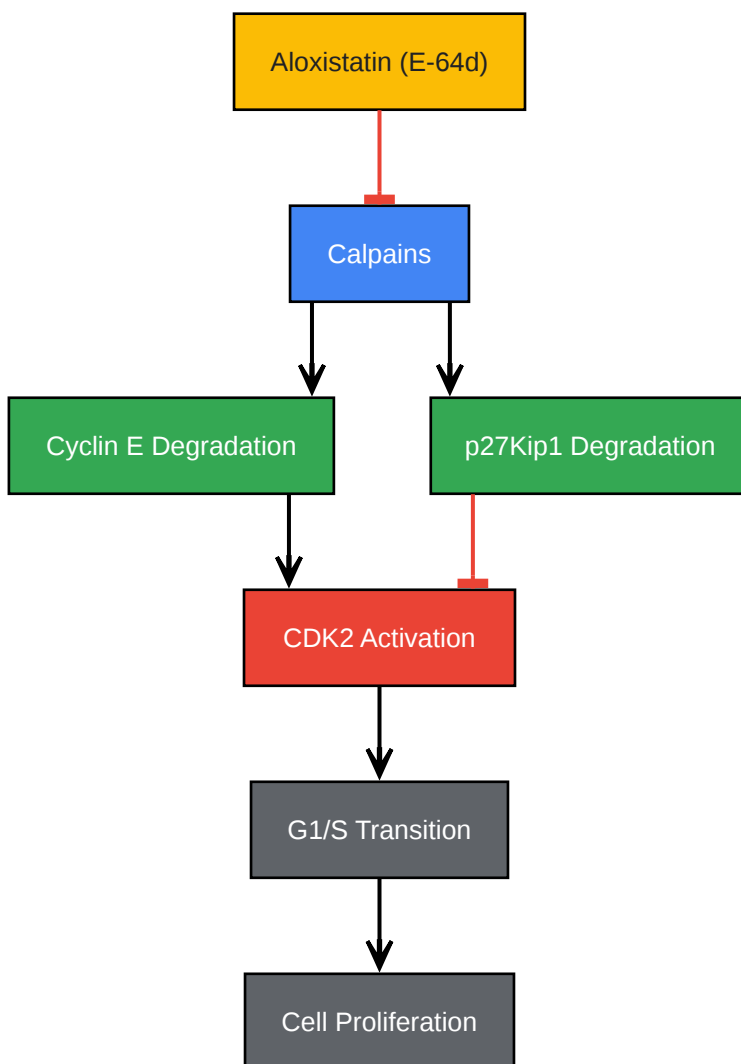 Aloxistatin (E-64d)
Calpains
Cyclin E Degradation
p27Kip1 Degradation
CDK2 Activation
G1/S Transition
Cell Proliferation